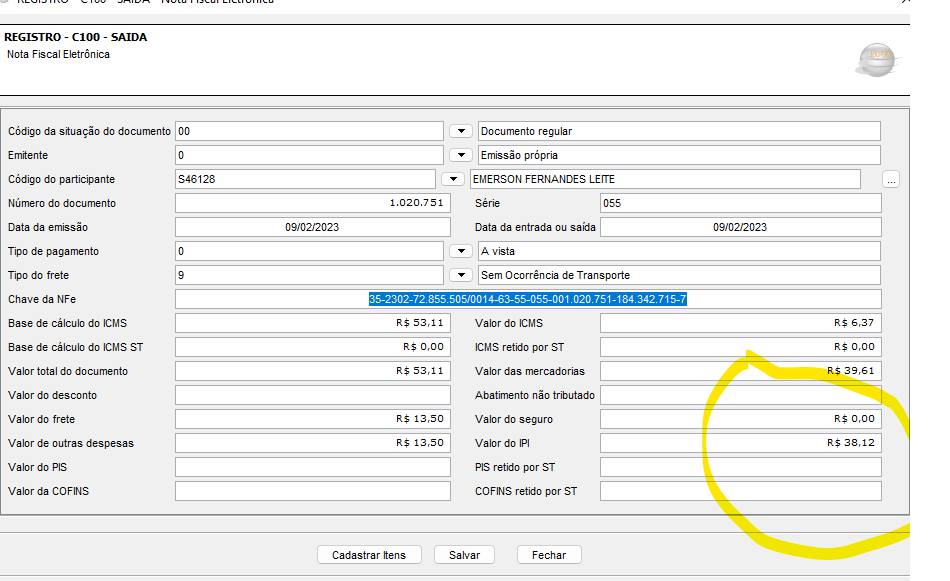 REGISTRO - C100 - SAIDA - Nota Fiscal Eletrônica
REGISTRO - C100 - SAIDA
Nota Fiscal Eletrônica
Código da situação do documento 00 Documento regular
Emitente 0 Emissão própria
Código do participante S46128 EMERSON FERNANDES LEITE ...
Número do documento 1.020.751 Série 055
Data da emissão 09/02/2023 Data da entrada ou saída 09/02/2023
Tipo de pagamento 0 A vista
Tipo do frete 9 Sem Ocorrência de Transporte
Chave da NFe 35-2302-72.855.505/0014-63-55-055-001.020.751-184.342.715-7
Base de cálculo do ICMS R$ 53,11 Valor do ICMS R$ 6,37
Base de cálculo do ICMS ST R$ 0,00 ICMS retido por ST R$ 0,00
Valor total do documento R$ 53,11 Valor das mercadorias R$ 39,61
Valor do desconto Abatimento não tributado
Valor do frete R$ 13,50 Valor do seguro R$ 0,00
Valor de outras despesas R$ 13,50 Valor do IPI R$ 38,12
Valor do PIS PIS retido por ST
Valor da COFINS COFINS retido por ST
Cadastrar Itens Salvar Fechar